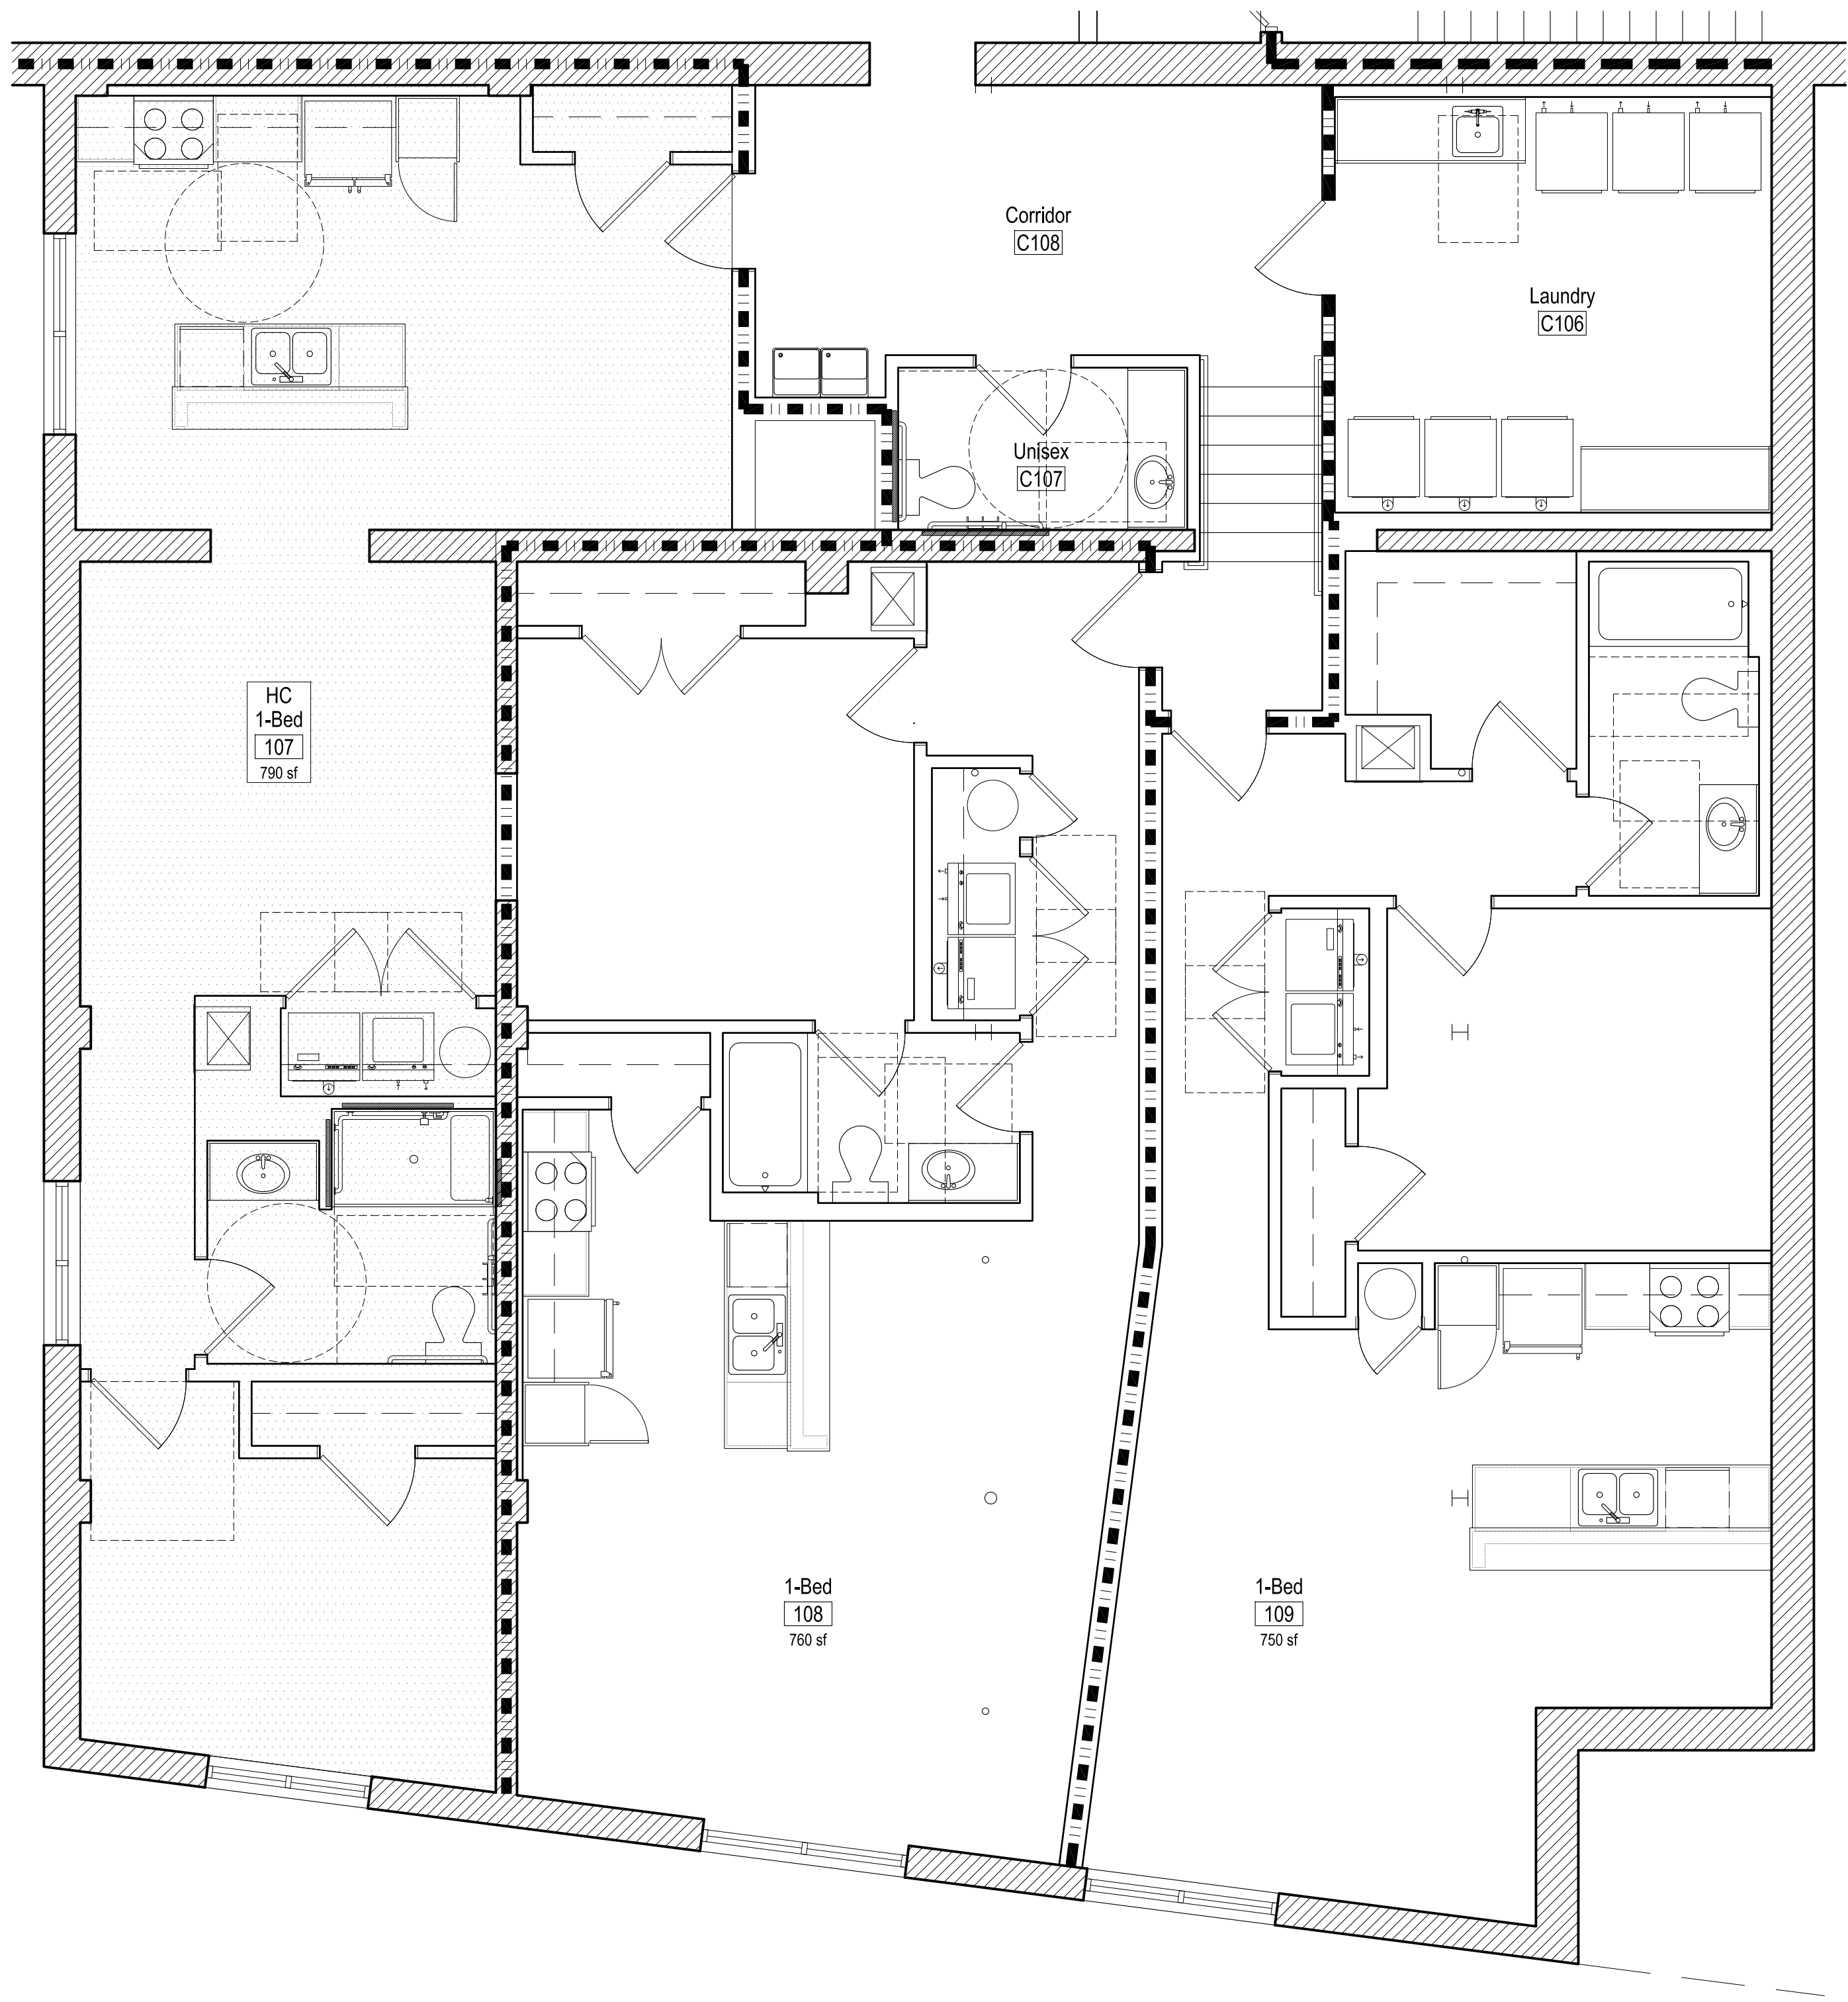 Corridor
C108
Laundry
C106
Unisex
C107
HC
1-Bed
107
790 sf
1-Bed
108
760 sf
1-Bed
109
750 sf